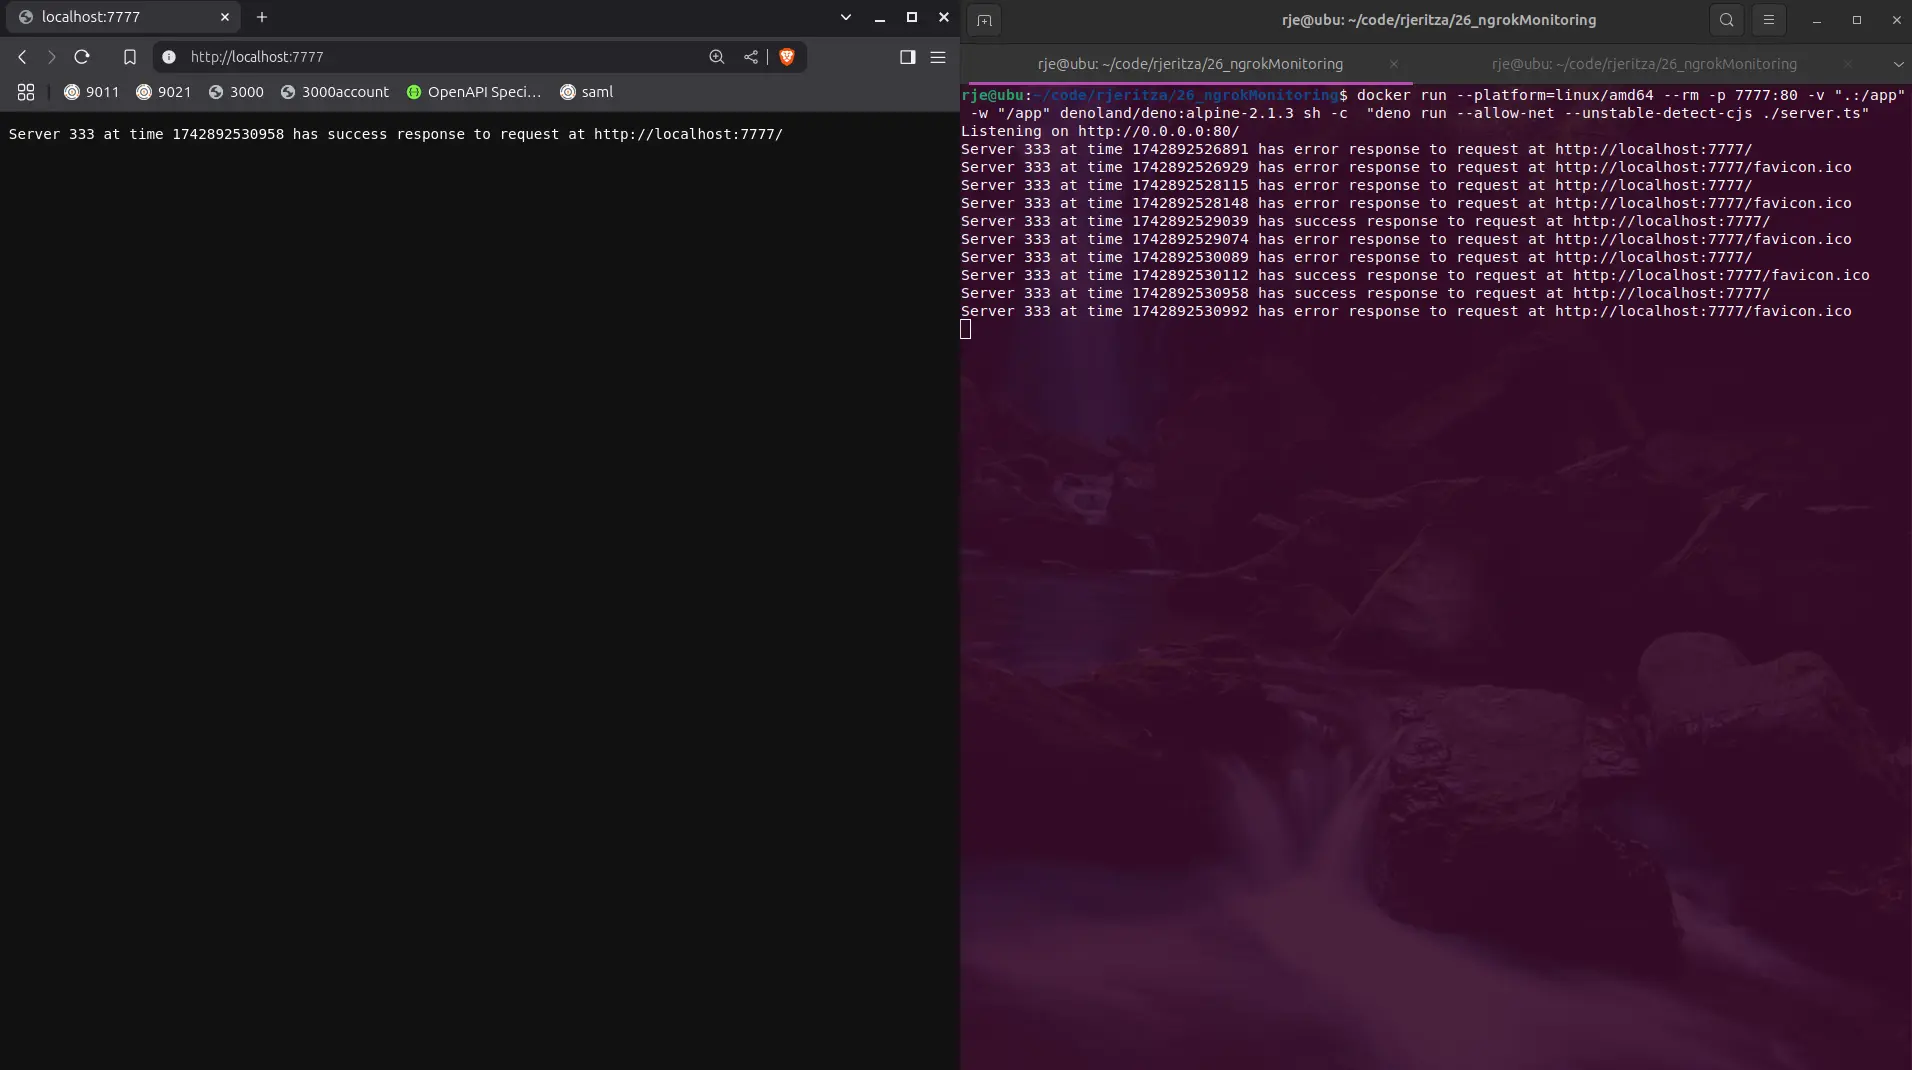 localhost:7777
http://localhost:7777
9011 9021 3000 3000account OpenAPI Speci... saml
Server 333 at time 1742892530958 has success response to request at http://localhost:7777/
rje@ubu: ~/code/rjeritza/26_ngrokMonitoring
rje@ubu: ~/code/rjeritza/26_ngrokMonitoring rje@ubu: ~/code/rjeritza/26_ngrokMonitoring
rje@ubu:~/code/rjeritza/26_ngrokMonitoring$ docker run --platform=linux/amd64 --rm -p 7777:80 -v ".:/app"
-w "/app" denoland/deno:alpine-2.1.3 sh -c  "deno run --allow-net --unstable-detect-cjs ./server.ts"
Listening on http://0.0.0.0:80/
Server 333 at time 1742892526891 has error response to request at http://localhost:7777/
Server 333 at time 1742892526929 has error response to request at http://localhost:7777/favicon.ico
Server 333 at time 1742892528115 has error response to request at http://localhost:7777/
Server 333 at time 1742892528148 has error response to request at http://localhost:7777/favicon.ico
Server 333 at time 1742892529039 has success response to request at http://localhost:7777/
Server 333 at time 1742892529074 has error response to request at http://localhost:7777/favicon.ico
Server 333 at time 1742892530089 has error response to request at http://localhost:7777/
Server 333 at time 1742892530112 has success response to request at http://localhost:7777/favicon.ico
Server 333 at time 1742892530958 has success response to request at http://localhost:7777/
Server 333 at time 1742892530992 has error response to request at http://localhost:7777/favicon.ico